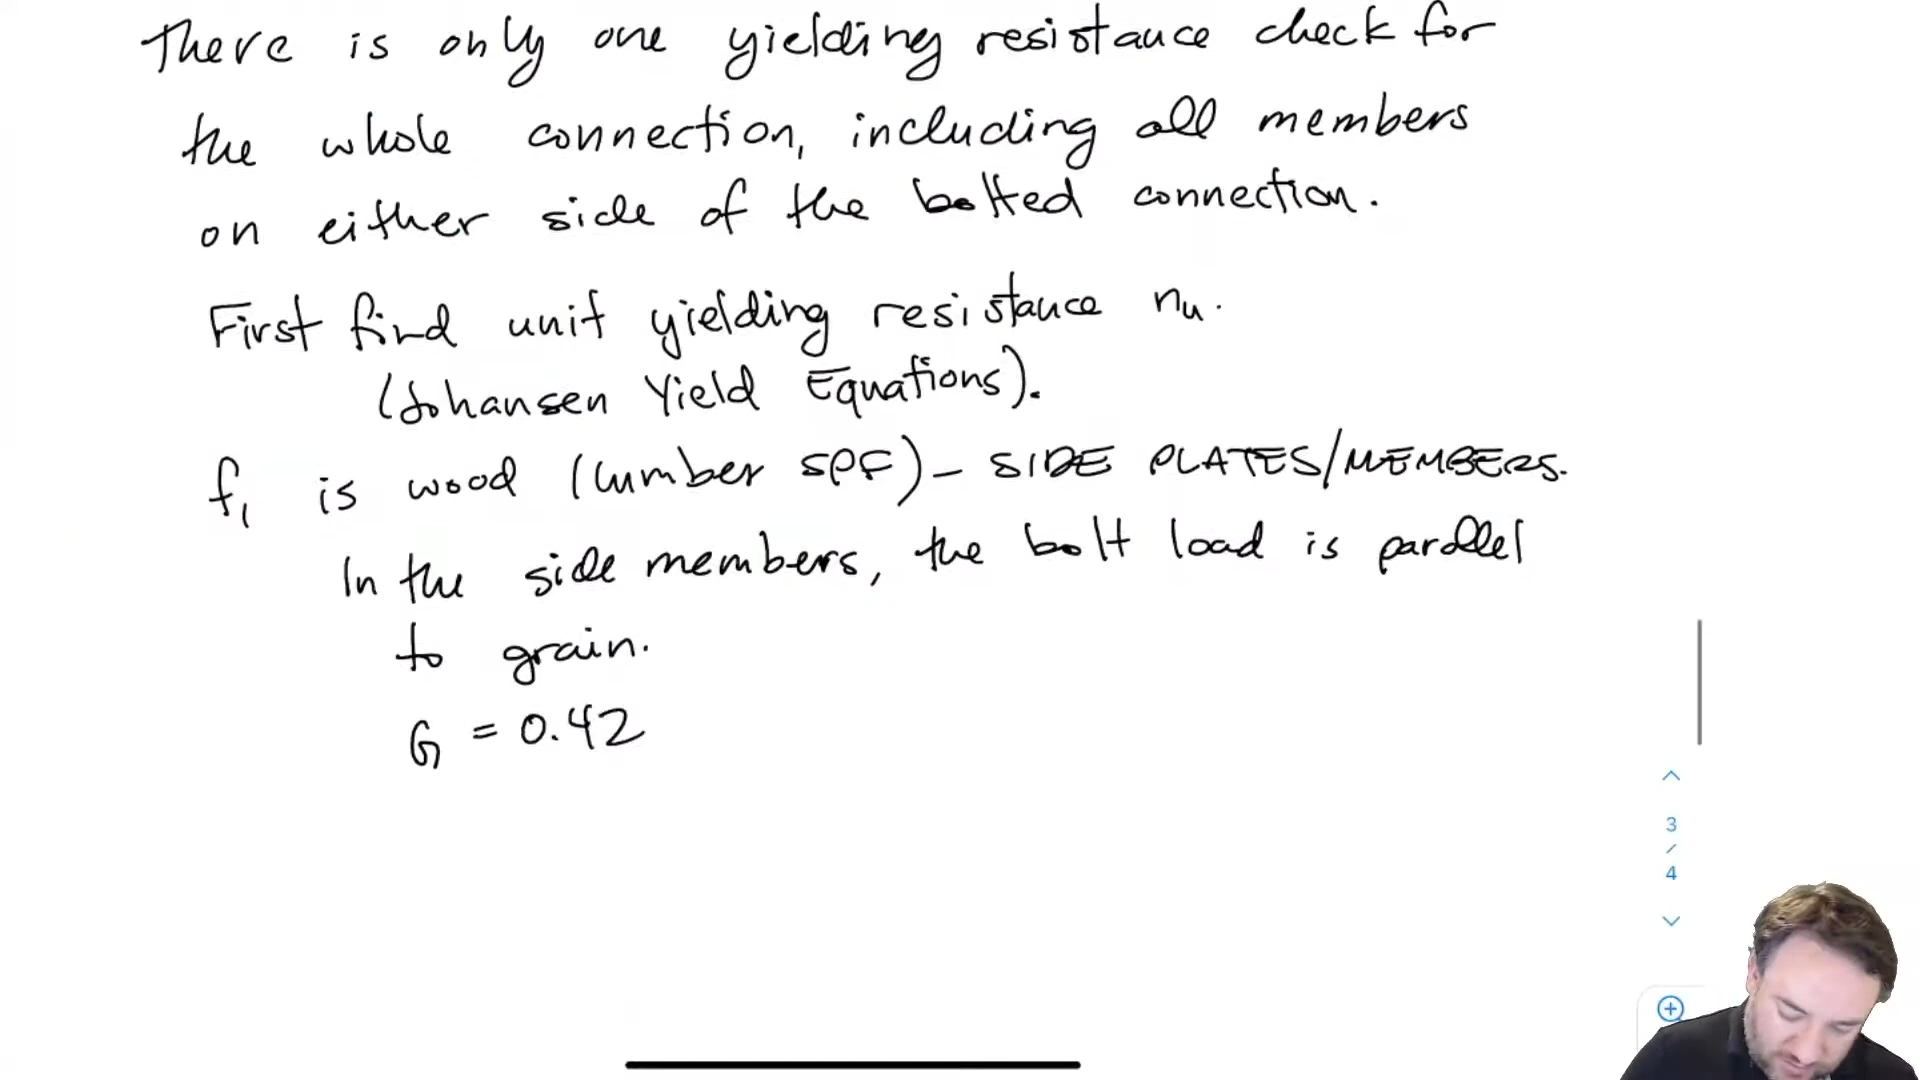 There is only one yielding resistance check for
the whole connection, including all members
on either side of the bolted connection.
First find unit yielding resistance nu.
(Johansen Yield Equations).
f1 is wood (lumber SPF) - SIDE PLATES/MEMBERS.
In the side members, the bolt load is parallel
to grain.
G = 0.42
3
/
4